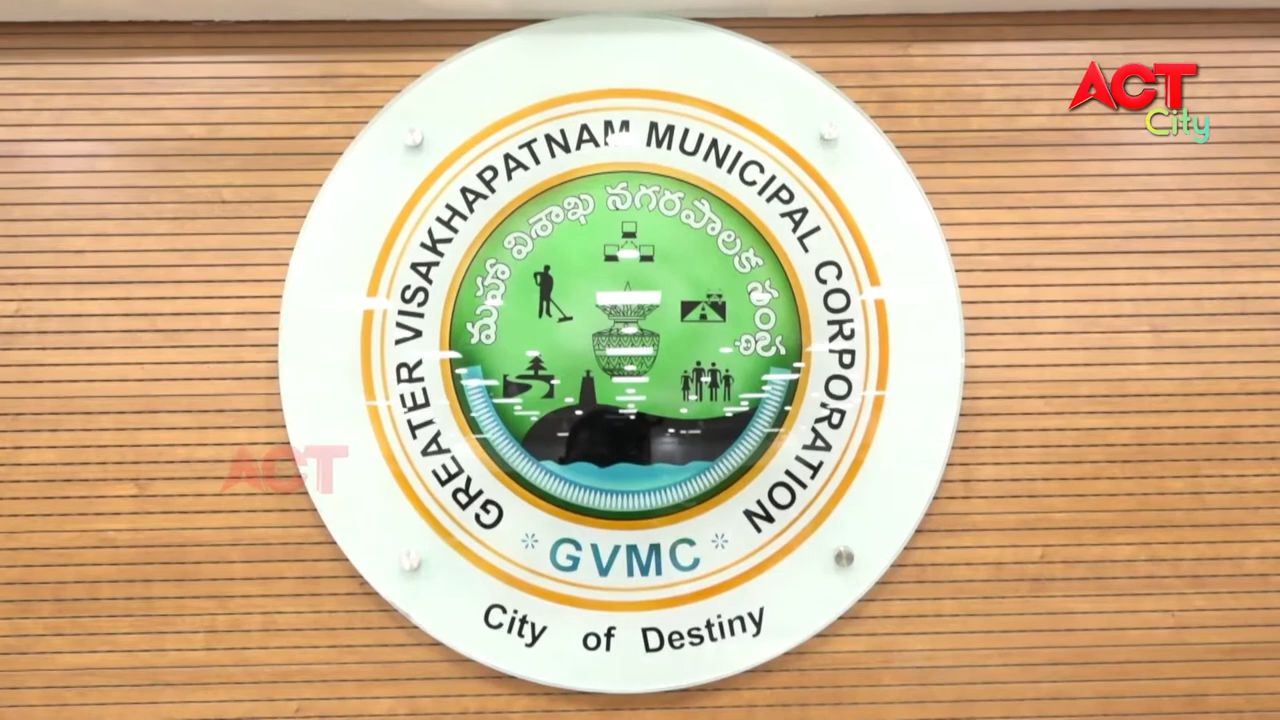 ACT
City
GREATER VISAKHAPATNAM MUNICIPAL CORPORATION
మహా విశాఖ నగరపాలక సంస్థ
* GVMC *
City of Destiny
ACT